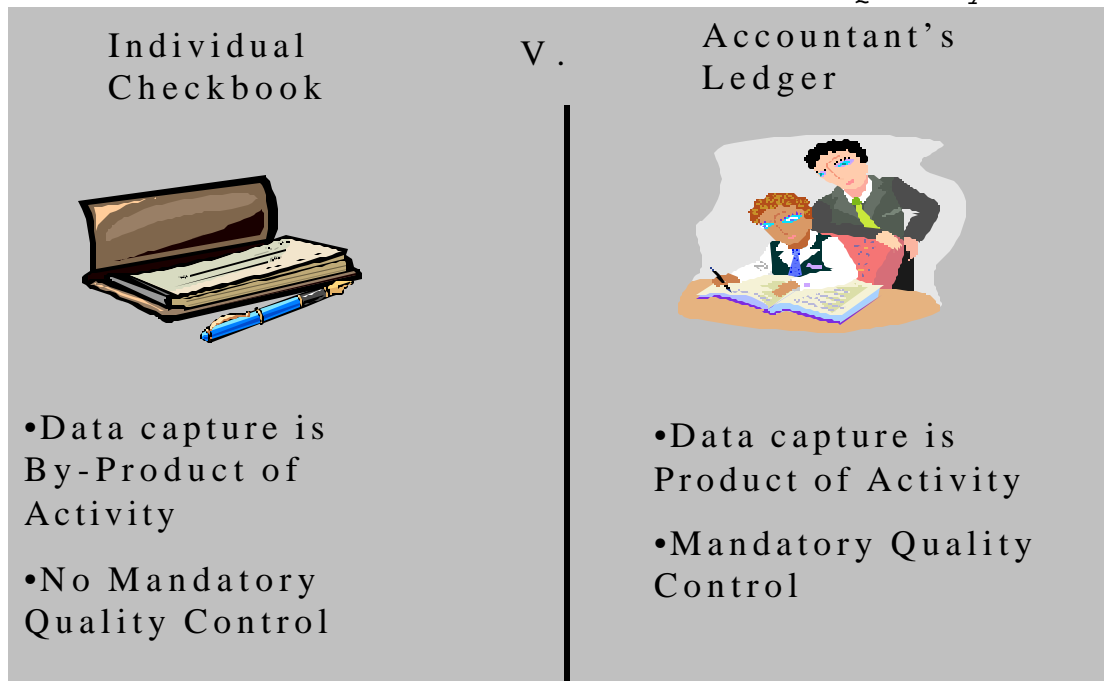 Individual
Checkbook
V.
Accountant's
Ledger
•Data capture is
By-Product of
Activity
•No Mandatory
Quality Control
•Data capture is
Product of Activity
•Mandatory Quality
Control